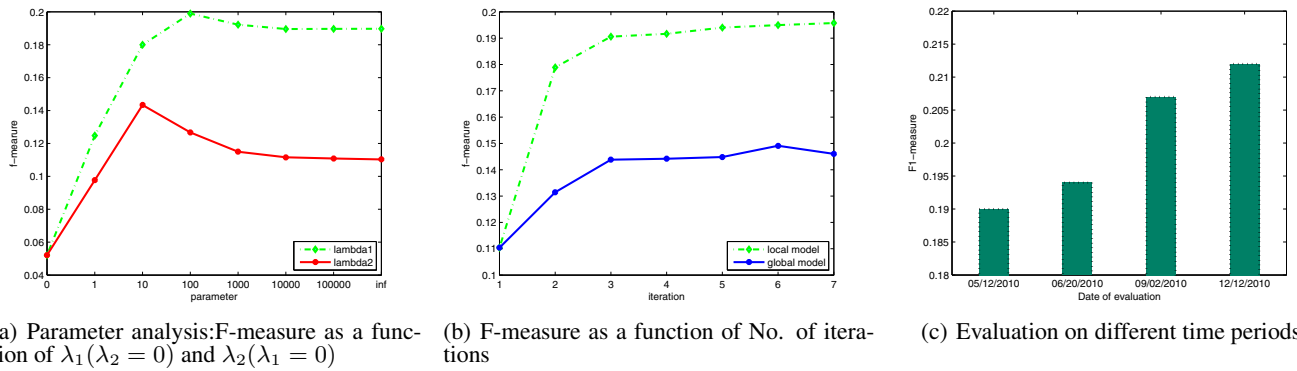 0.2
0.18
0.16
0.14
0.12
0.1
0.08
0.06
0.04
f-mearure
0 1 10 100 1000 10000 100000 inf
parameter
lambda1
lambda2
a) Parameter analysis:F-measure as a func-
ion of λ1(λ2 = 0) and λ2(λ1 = 0)
0.2
0.19
0.18
0.17
0.16
0.15
0.14
0.13
0.12
0.11
0.1
f-mearure
1 2 3 4 5 6 7
iteration
local model
global model
(b) F-measure as a function of No. of itera-
tions
0.22
0.215
0.21
0.205
0.2
0.195
0.19
0.185
0.18
F1-measure
05/12/2010 06/20/2010 09/02/2010 12/12/2010
Date of evaluation
(c) Evaluation on different time periods